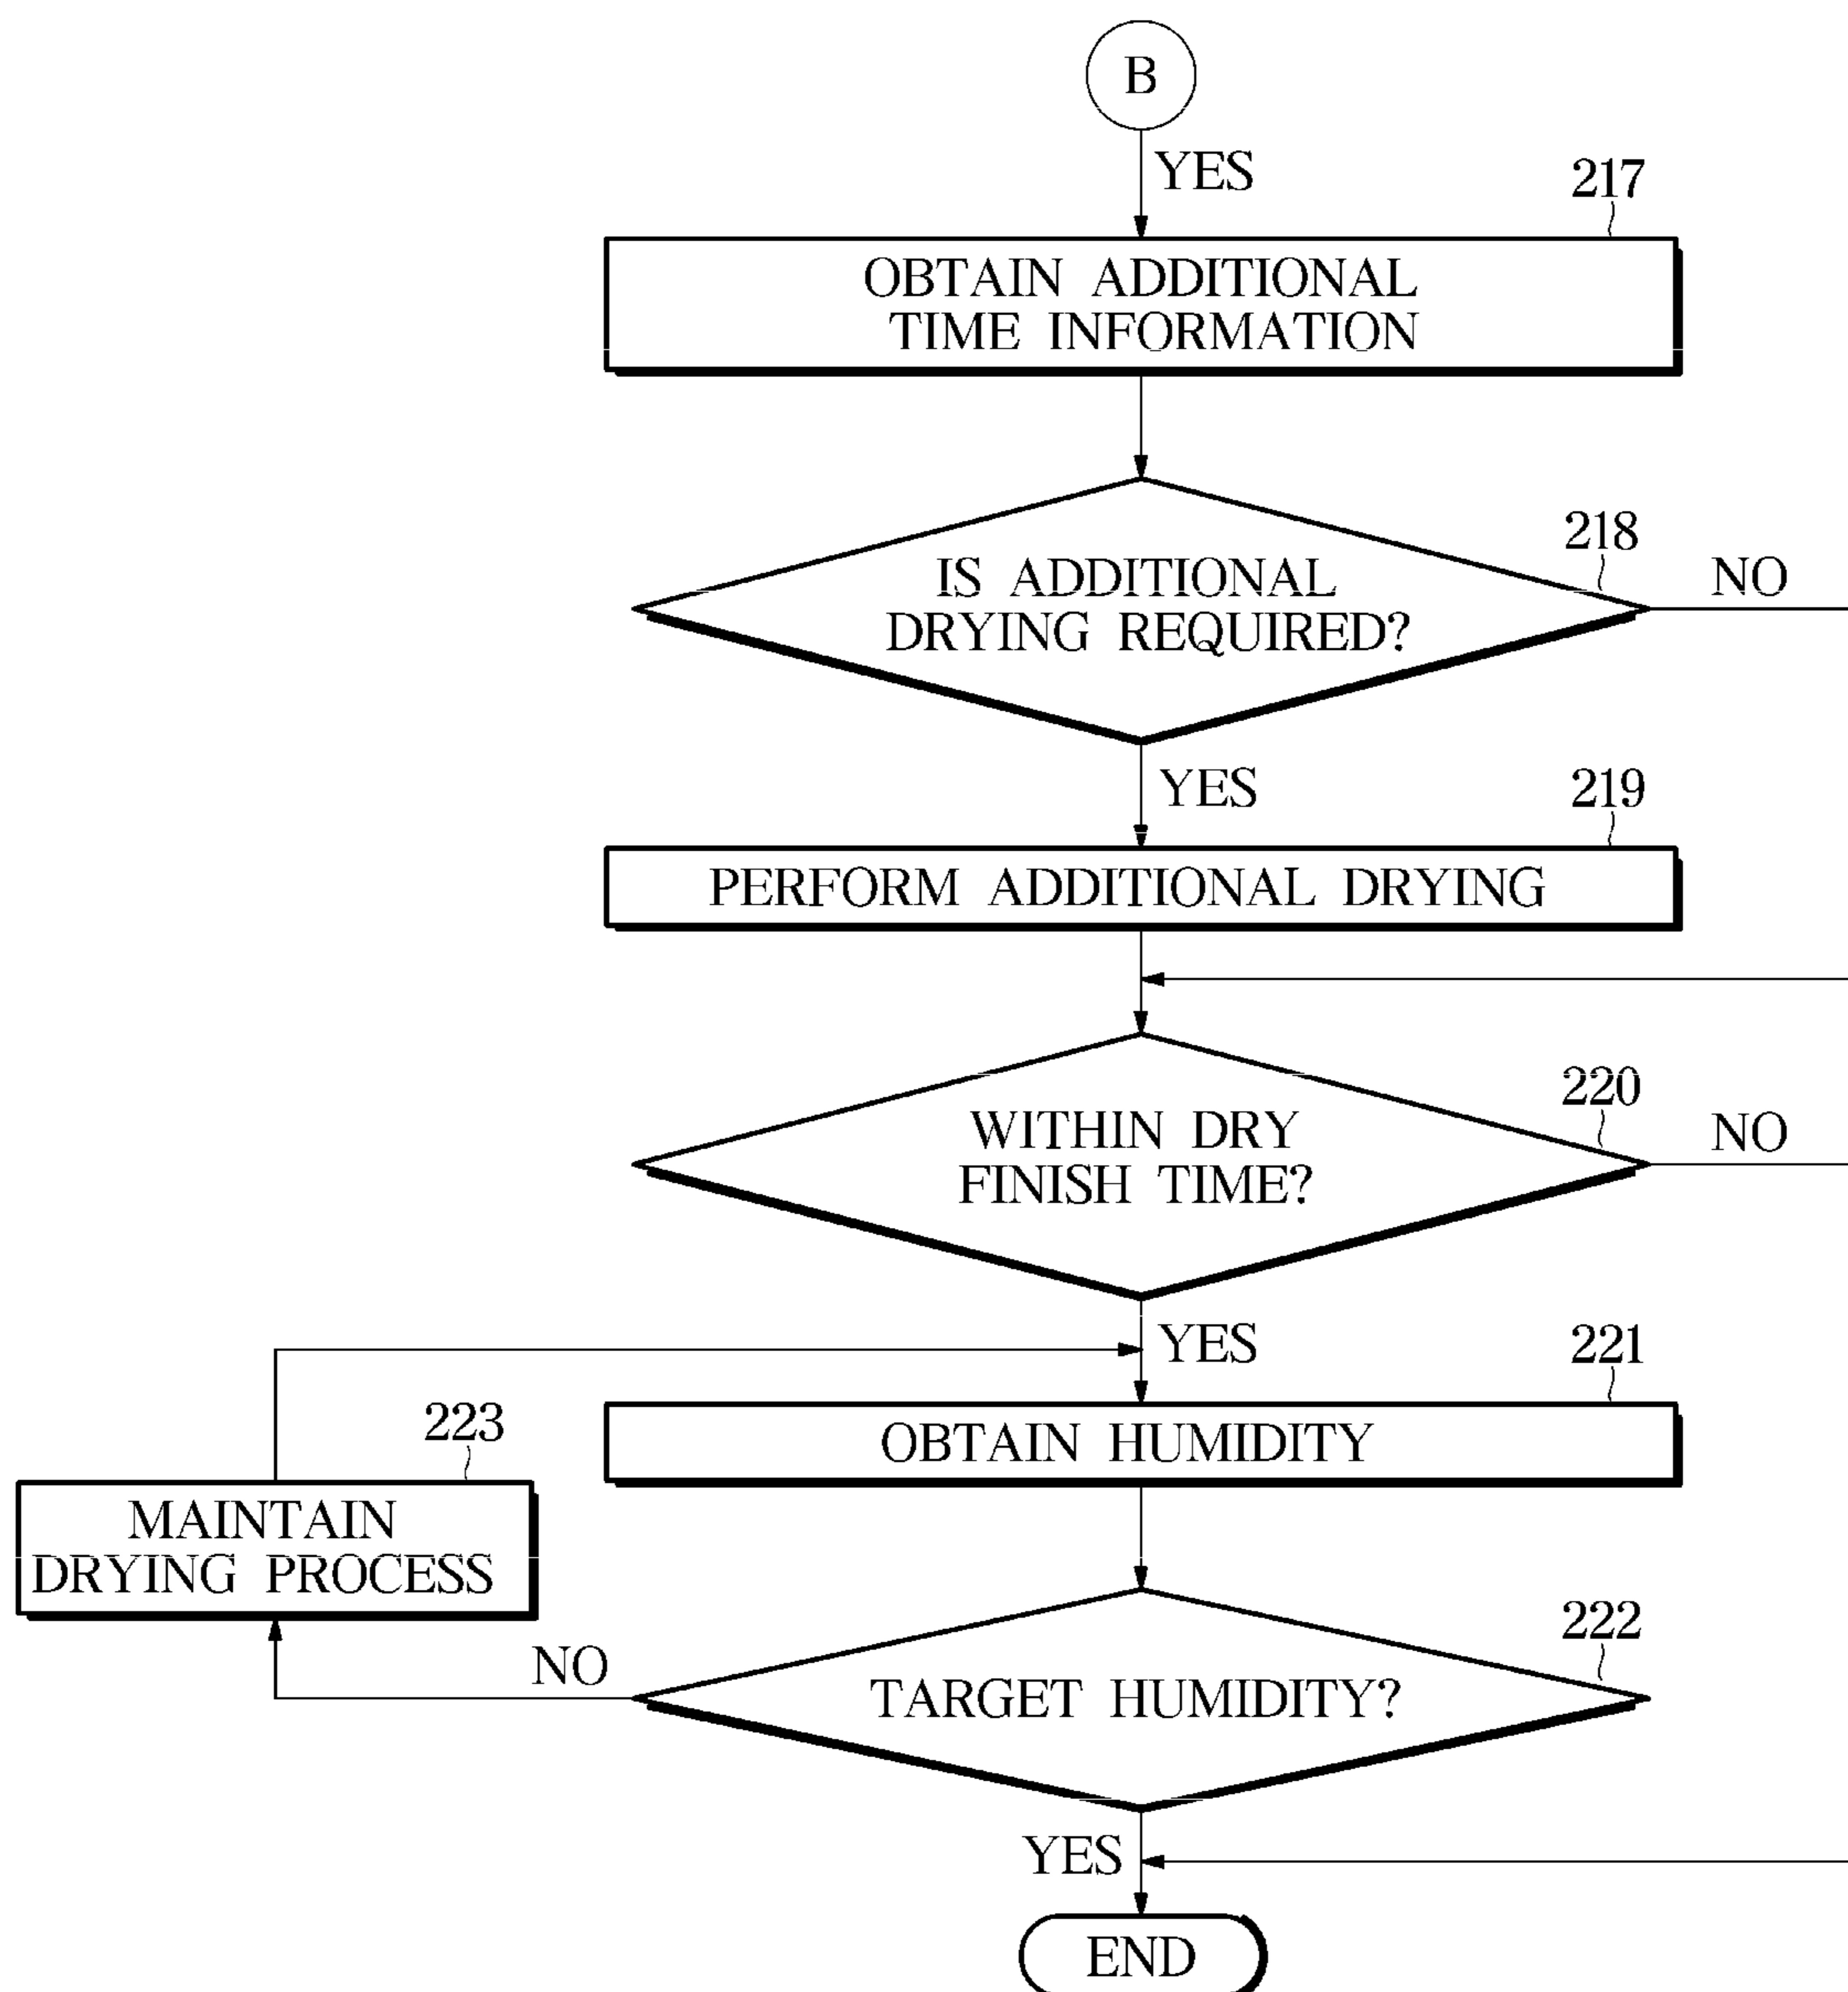 B
YES
217
OBTAIN ADDITIONAL
TIME INFORMATION
218
IS ADDITIONAL
DRYING REQUIRED?
NO
YES
219
PERFORM ADDITIONAL DRYING
220
WITHIN DRY
FINISH TIME?
NO
YES
221
OBTAIN HUMIDITY
223
MAINTAIN
DRYING PROCESS
222
TARGET HUMIDITY?
NO
YES
END